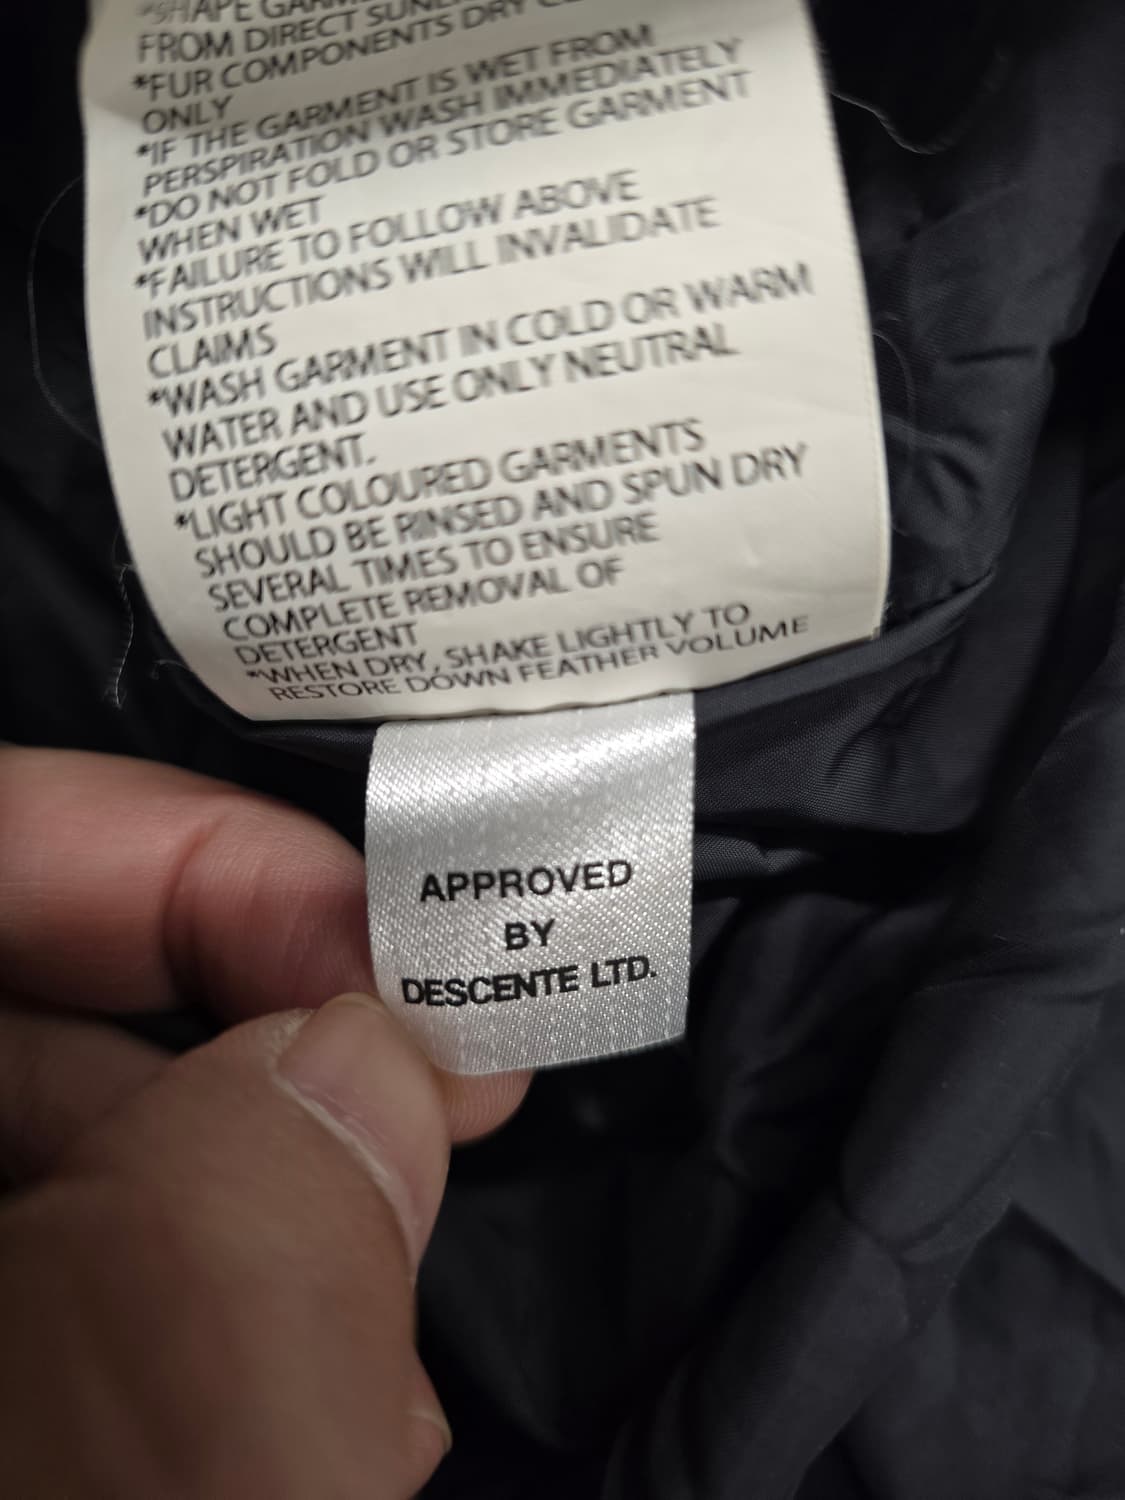 *SHAPE
FROM DIRECT
*FUR COMPONENTS DRY
ONLY
*IF THE GARMENT IS WET FROM
PERSPIRATION WASH IMMEDIATELY
*DO NOT FOLD OR STORE GARMENT
WHEN WET
*FAILURE TO FOLLOW ABOVE
INSTRUCTIONS WILL INVALIDATE
CLAIMS
*WASH GARMENT IN COLD OR WARM
WATER AND USE ONLY NEUTRAL
DETERGENT.
*LIGHT COLOURED GARMENTS
SHOULD BE RINSED AND SPUN DRY
SEVERAL TIMES TO ENSURE
COMPLETE REMOVAL OF
DETERGENT
*WHEN DRY, SHAKE LIGHTLY TO
RESTORE DOWN FEATHER VOLUME
APPROVED
BY
DESCENTE LTD.